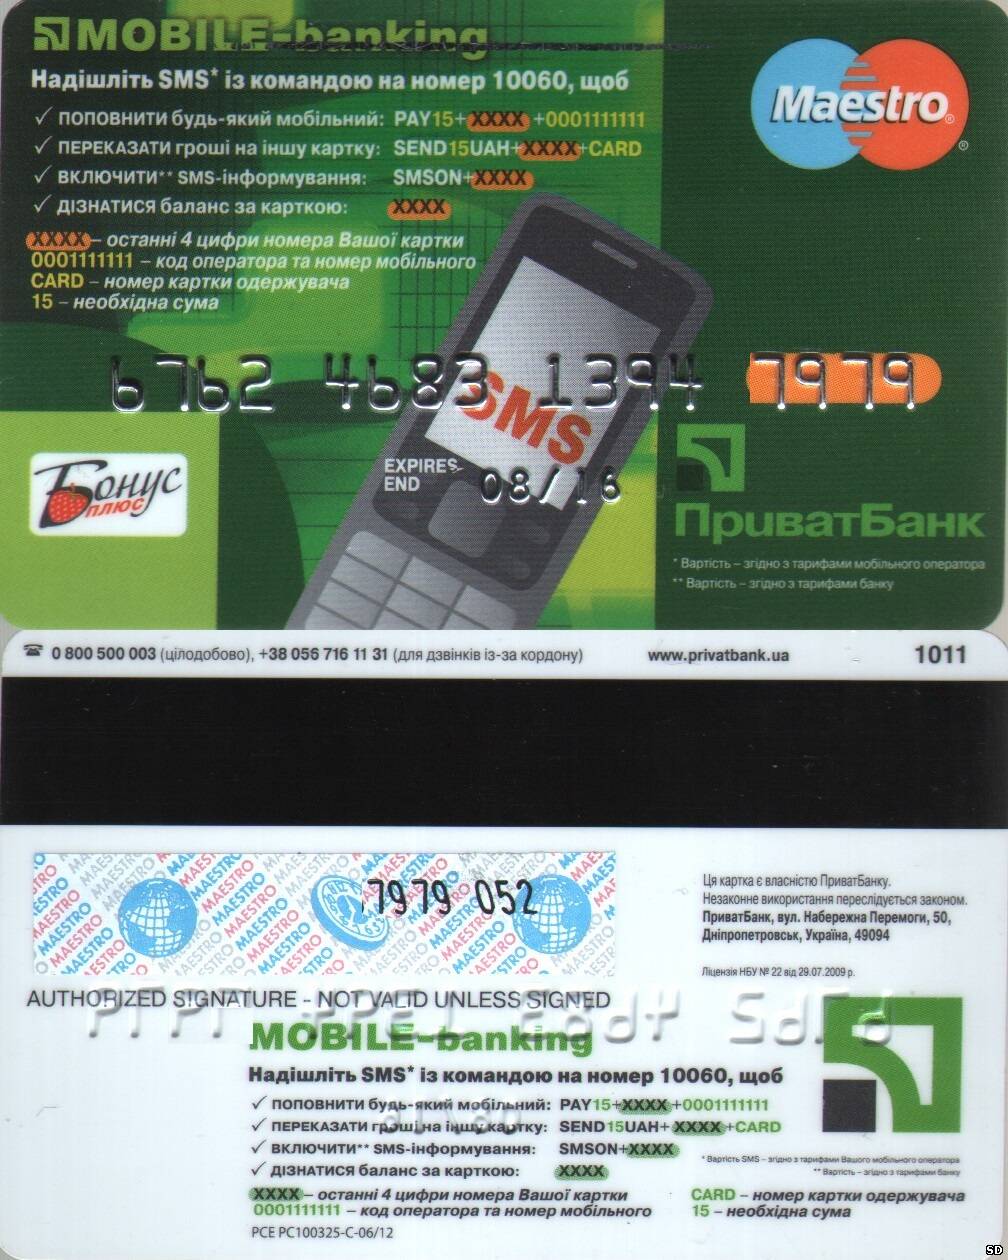 MOBILE-banking
Надішліть SMS* із командою на номер 10060, щоб
✓ ПОПОВНИТИ будь-який мобільний: PAY15+XXXX+0001111111
✓ ПЕРЕКАЗАТИ гроші на іншу картку: SEND15UAH+XXXX+CARD
✓ ВКЛЮЧИТИ** SMS-інформування: SMSON+XXXX
✓ ДІЗНАТИСЯ баланс за карткою: XXXX
XXXX – останні 4 цифри номера Вашої картки
0001111111 – код оператора та номер мобільного
CARD – номер картки одержувача
15 – необхідна сума
Maestro®
®
6762 4683 1394 7979
SMS
Бонус
плюс
EXPIRES
END
08/16
ПриватБанк
* Вартість – згідно з тарифами мобільного оператора
** Вартість – згідно з тарифами банку
☎ 0 800 500 003 (цілодобово), +38 056 716 11 31 (для дзвінків із-за кордону) www.privatbank.ua 1011
MAESTRO
7979 052
Ця картка є власністю ПриватБанку.
Незаконне використання переслідується законом.
ПриватБанк, вул. Набережна Перемоги, 50,
Дніпропетровськ, Україна, 49094
Ліцензія НБУ № 22 від 29.07.2009 р.
AUTHORIZED SIGNATURE - NOT VALID UNLESS SIGNED
MOBILE-banking
Надішліть SMS* із командою на номер 10060, щоб
✓ ПОПОВНИТИ будь-який мобільний: PAY15+XXXX+0001111111
✓ ПЕРЕКАЗАТИ гроші на іншу картку: SEND15UAH+XXXX+CARD
✓ ВКЛЮЧИТИ** SMS-інформування: SMSON+XXXX
✓ ДІЗНАТИСЯ баланс за карткою: XXXX
* Вартість SMS – згідно з тарифами Вашого мобільного оператора
** Вартість – згідно з тарифами банку
XXXX – останні 4 цифри номера Вашої картки
0001111111 – код оператора та номер мобільного
CARD – номер картки одержувача
15 – необхідна сума
PCE PC100325-C-06/12
SD